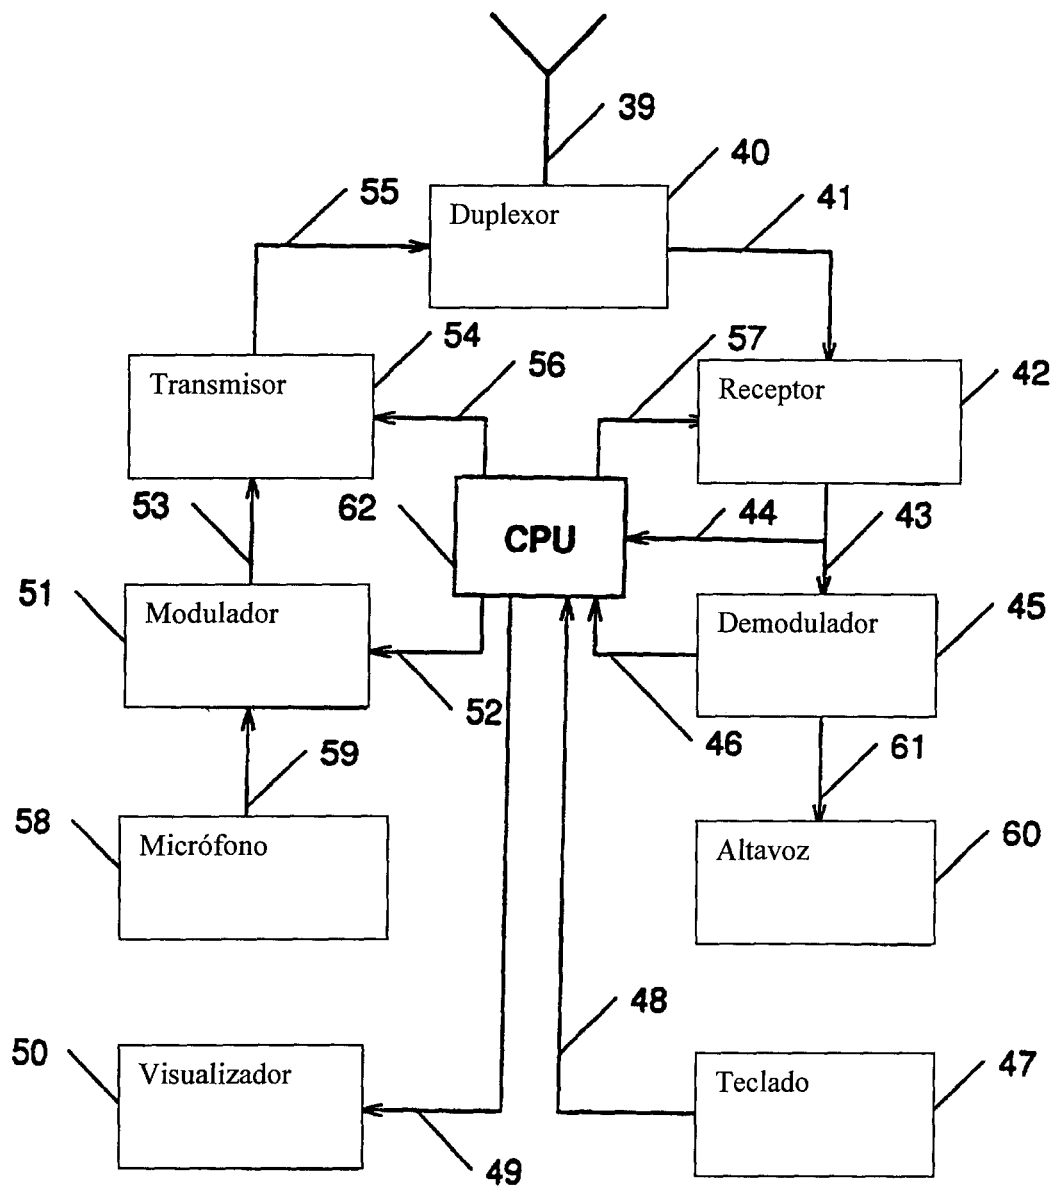 39
40
55
41
Duplexor
54
56
57
42
Transmisor
Receptor
53
62
44
43
CPU
51
45
Modulador
Demodulador
52
46
59
61
58
60
Micrófono
Altavoz
48
50
47
Visualizador
Teclado
49